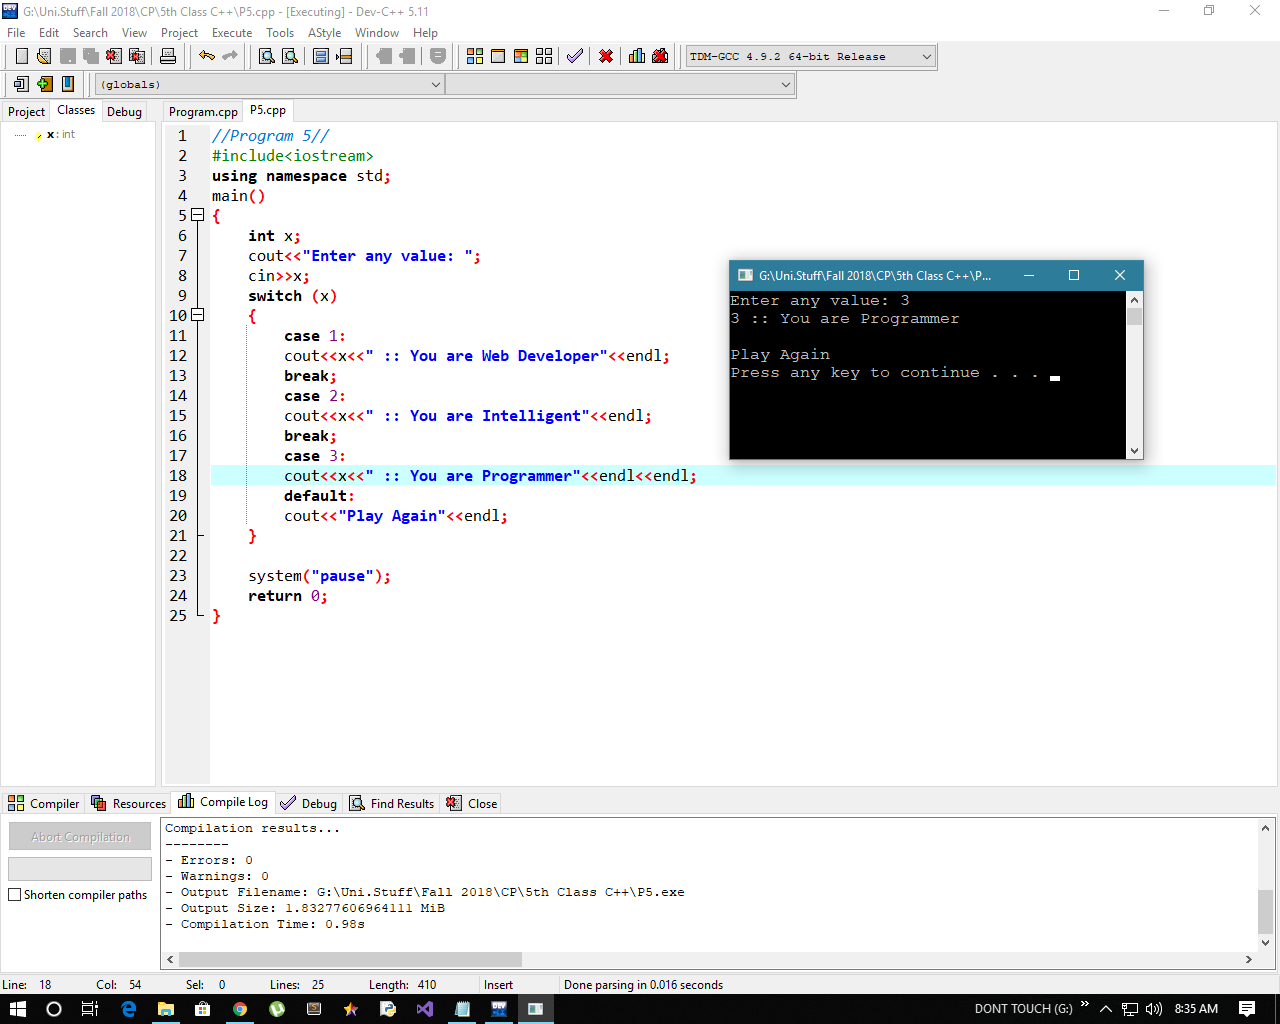 G:\Uni.Stuff\Fall 2018\CP\5th Class C++\P5.cpp - [Executing] - Dev-C++ 5.11
File Edit Search View Project Execute Tools AStyle Window Help
TDM-GCC 4.9.2 64-bit Release
(globals)
Project Classes Debug
Program.cpp P5.cpp
x : int
1 //Program 5//
2 #include<iostream>
3 using namespace std;
4 main()
5 {
6 int x;
7 cout<<"Enter any value: ";
8 cin>>x;
9 switch (x)
10 {
11 case 1:
12 cout<<x<<" :: You are Web Developer"<<endl;
13 break;
14 case 2:
15 cout<<x<<" :: You are Intelligent"<<endl;
16 break;
17 case 3:
18 cout<<x<<" :: You are Programmer"<<endl<<endl;
19 default:
20 cout<<"Play Again"<<endl;
21 }
22
23 system("pause");
24 return 0;
25 }
G:\Uni.Stuff\Fall 2018\CP\5th Class C++\P...
Enter any value: 3
3 :: You are Programmer
Play Again
Press any key to continue . . .
Compiler Resources Compile Log Debug Find Results Close
Abort Compilation
Shorten compiler paths
Compilation results...
--------
- Errors: 0
- Warnings: 0
- Output Filename: G:\Uni.Stuff\Fall 2018\CP\5th Class C++\P5.exe
- Output Size: 1.83277606964111 MiB
- Compilation Time: 0.98s
Line: 18 Col: 54 Sel: 0 Lines: 25 Length: 410 Insert Done parsing in 0.016 seconds
DONT TOUCH (G:) 8:35 AM